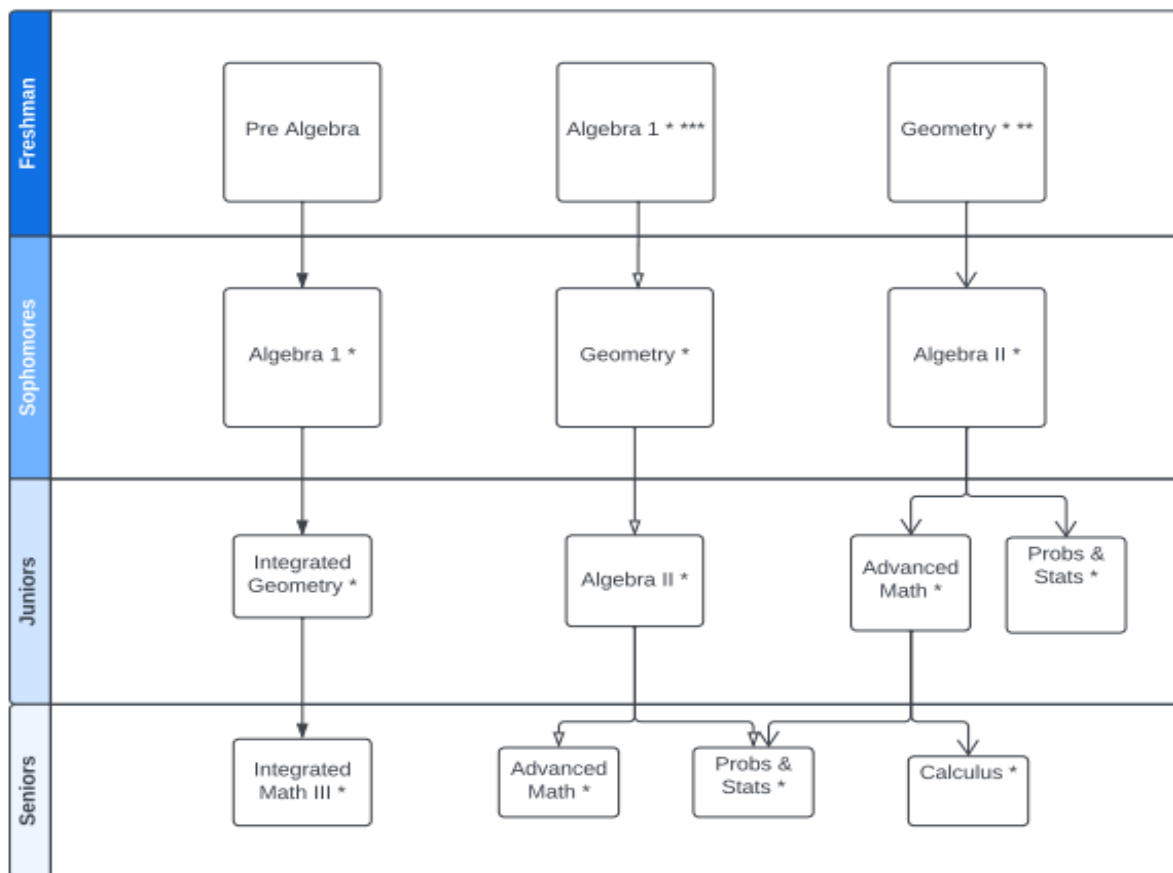 Freshman
Pre Algebra
Algebra 1 * ***
Geometry * **
Sophomores
Algebra 1 *
Geometry *
Algebra II *
Juniors
Integrated
Geometry *
Algebra II *
Advanced
Math *
Probs &
Stats *
Seniors
Integrated
Math III *
Advanced
Math *
Probs &
Stats *
Calculus *